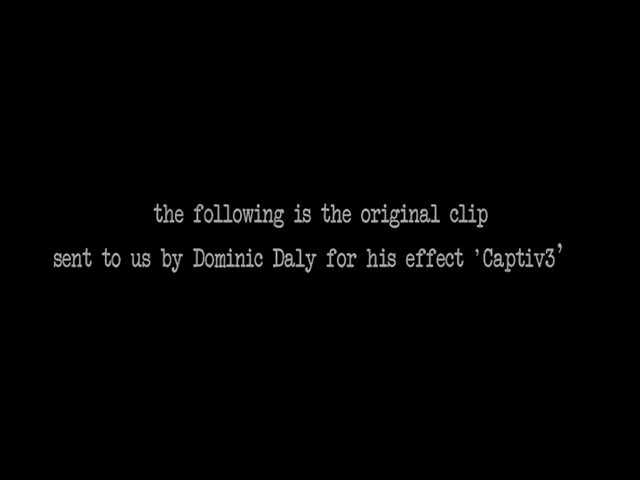 the following is the original clip
sent to us by Dominic Daly for his effect 'Captiv3'